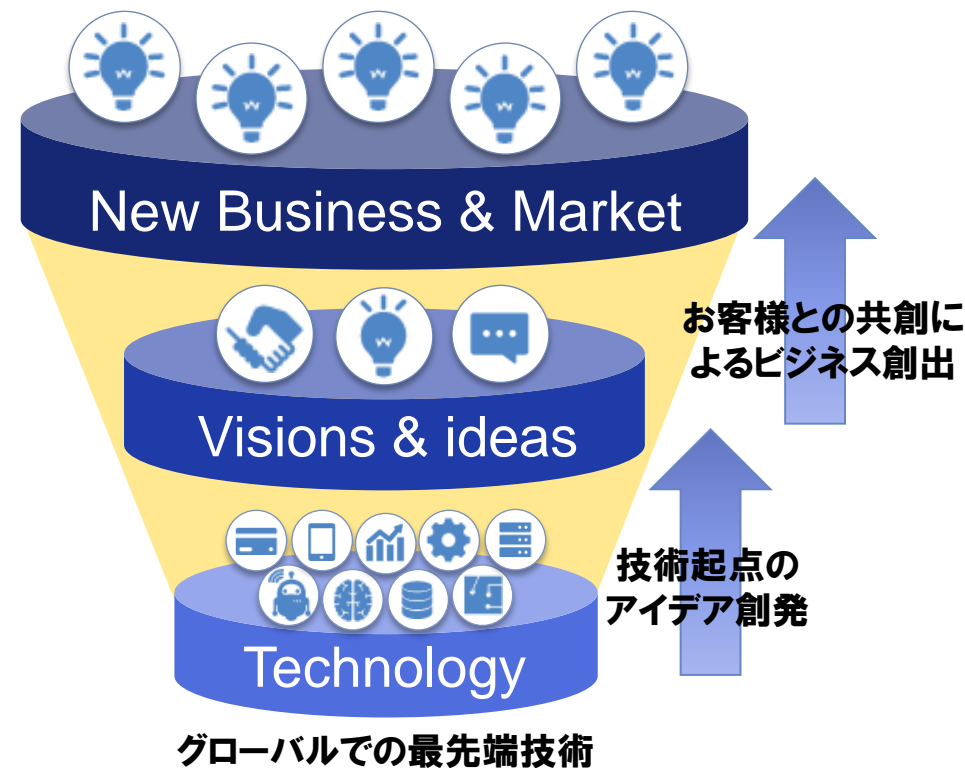 New Business & Market
お客様との共創に
よるビジネス創出
Visions & ideas
技術起点の
アイデア創発
Technology
グローバルでの最先端技術